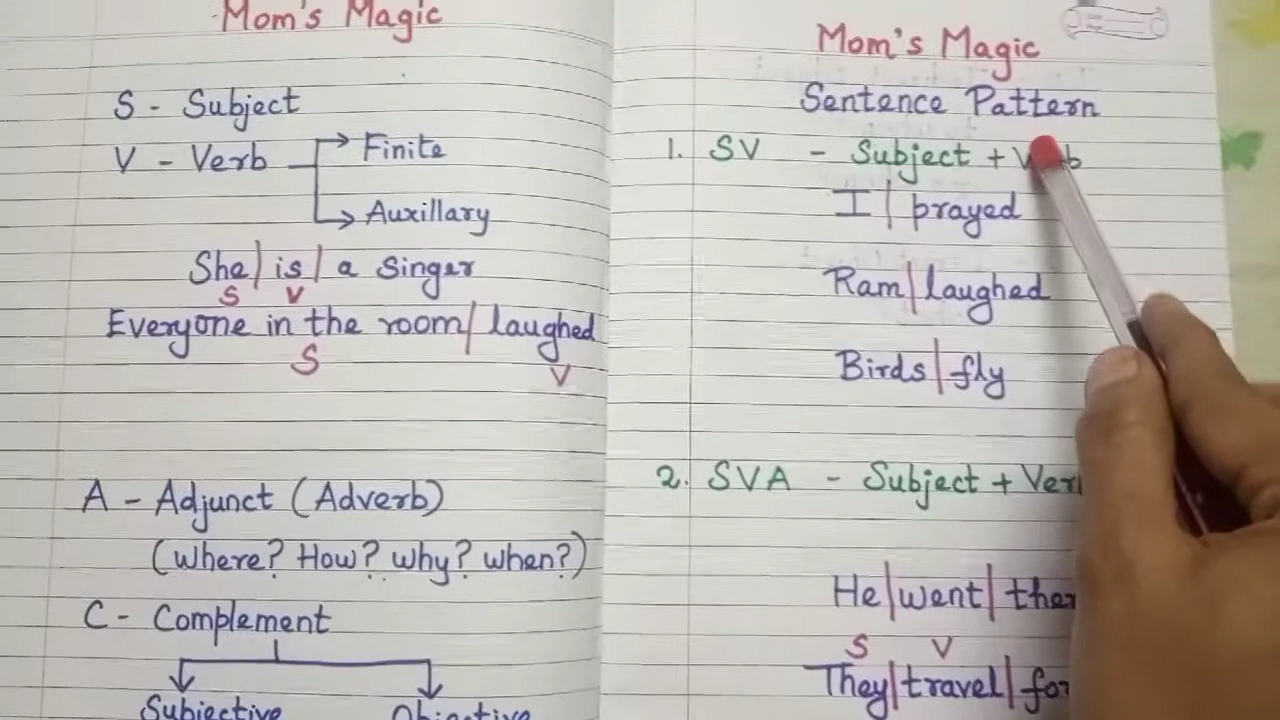 Mom's Magic
S - Subject
V - Verb
Finite
Auxillary
She | is | a singer
S V
Everyone in the room | laughed
S
V
A - Adjunct (Adverb)
(Where? How? Why? When?)
C - Complement
Subjective
Objective
Mom's Magic
Sentence Pattern
1. SV - Subject +
I | prayed
Ram | laughed
Birds | fly
2. SVA - Subject +
He | went |
S V
They | travel |